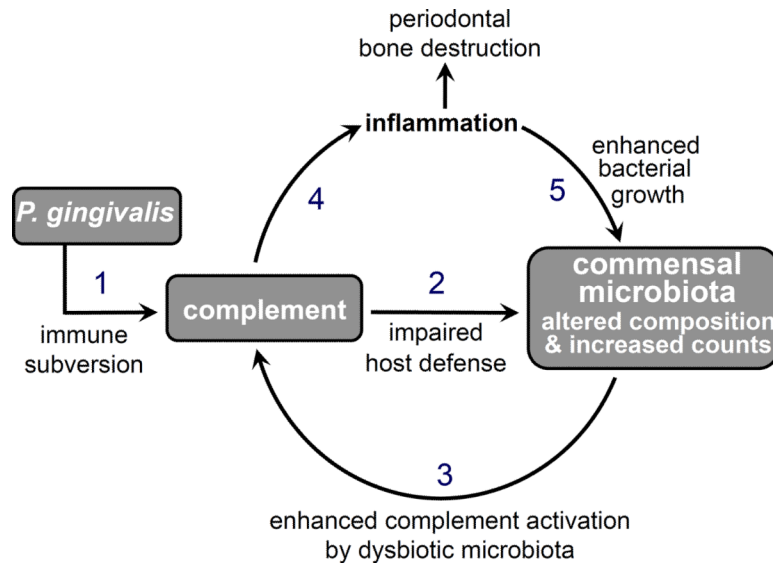 periodontal
bone destruction
inflammation
enhanced
bacterial
growth
4
5
P. gingivalis
1
immune
subversion
complement
2
impaired
host defense
commensal
microbiota
altered composition
& increased counts
3
enhanced complement activation
by dysbiotic microbiota